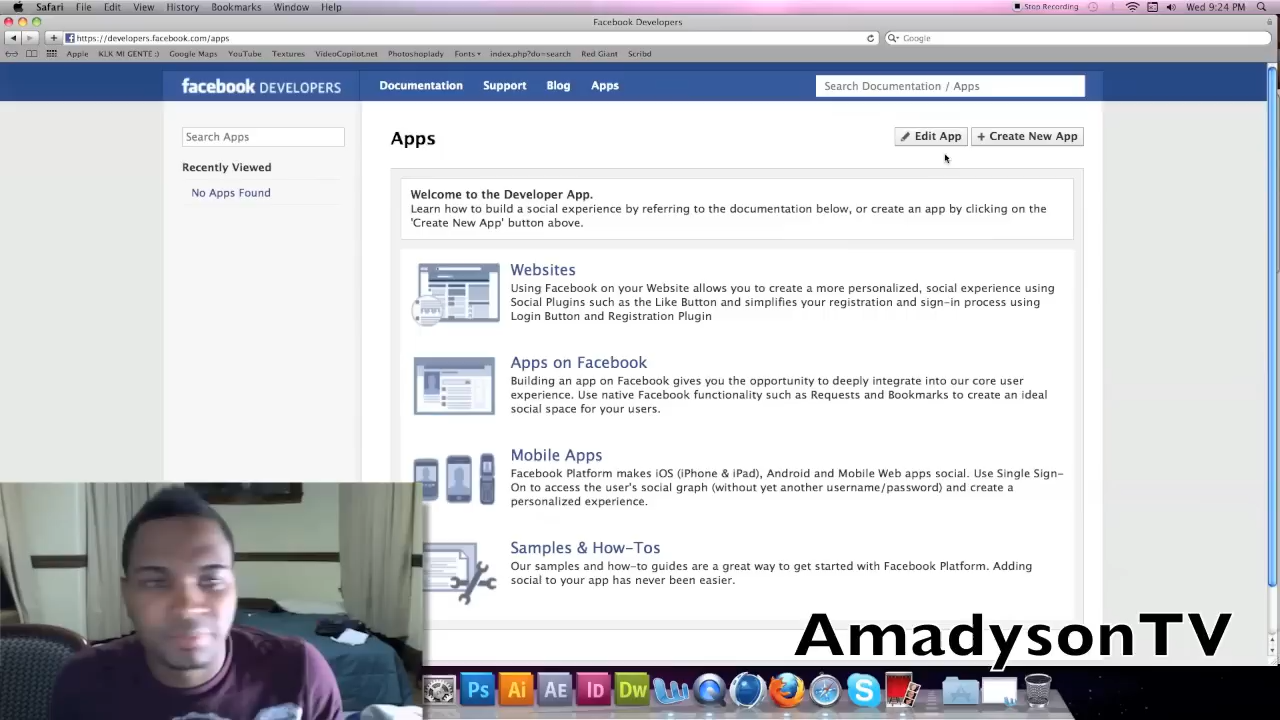 Safari File Edit View History Bookmarks Window Help Stop Recording Wed 9:24 PM
Facebook Developers
https://developers.facebook.com/apps
Google
Apple KLK MI GENTE :) Google Maps YouTube Textures VideoCopilot.net Photoshoplady Fonts index.php?do=search Red Giant Scribd
facebook DEVELOPERS Documentation Support Blog Apps Search Documentation / Apps
Search Apps
Recently Viewed
No Apps Found
Apps
Edit App + Create New App
Welcome to the Developer App.
Learn how to build a social experience by referring to the documentation below, or create an app by clicking on the
'Create New App' button above.
Websites
Using Facebook on your Website allows you to create a more personalized, social experience using
Social Plugins such as the Like Button and simplifies your registration and sign-in process using
Login Button and Registration Plugin
Apps on Facebook
Building an app on Facebook gives you the opportunity to deeply integrate into our core user
experience. Use native Facebook functionality such as Requests and Bookmarks to create an ideal
social space for your users.
Mobile Apps
Facebook Platform makes iOS (iPhone & iPad), Android and Mobile Web apps social. Use Single Sign-
On to access the user's social graph (without yet another username/password) and create a
personalized experience.
Samples & How-Tos
Our samples and how-to guides are a great way to get started with Facebook Platform. Adding
social to your app has never been easier.
AmadysonTV
Ps Ai Ae Id Dw